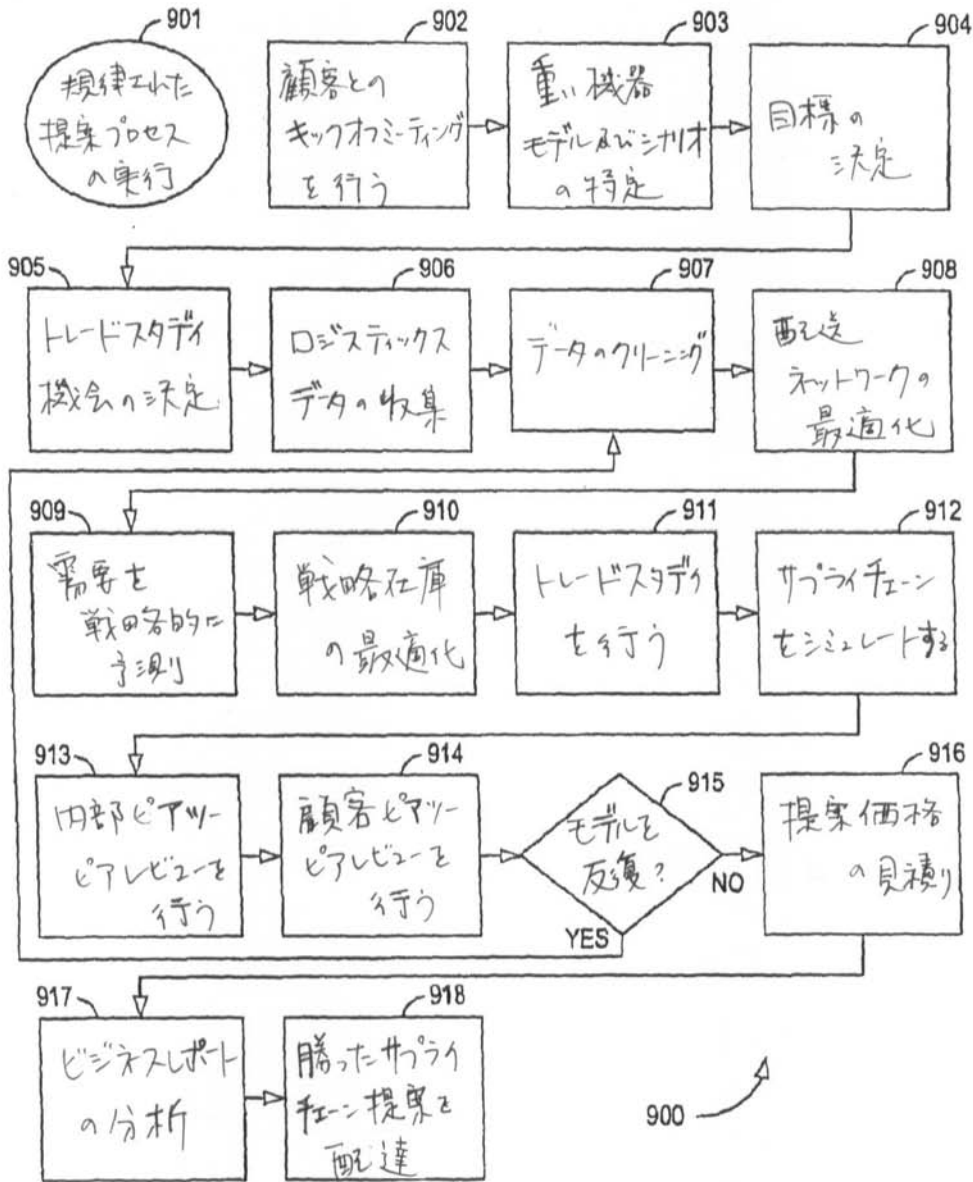 901
規律された
提案プロセス
の実行
902
顧客との
キックオフミーティング
を行う
903
重い機器
モデル及びシナリオ
の特定
904
目標の
決定
905
トレードスタディ
機会の決定
906
ロジスティックス
データの収集
907
データのクリーニング
908
配送
ネットワークの
最適化
909
需要を
戦略的に
予測
910
戦略在庫
の最適化
911
トレードスタディ
を行う
912
サプライチェーン
をシミュレートする
913
内部ピアツー
ピアレビューを
行う
914
顧客ピアツー
ピアレビューを
行う
915
モデルを
反復?
YES
NO
916
提案価格
の見積り
917
ビジネスレポート
の分析
918
勝ったサプライ
チェーン提案を
配達
900